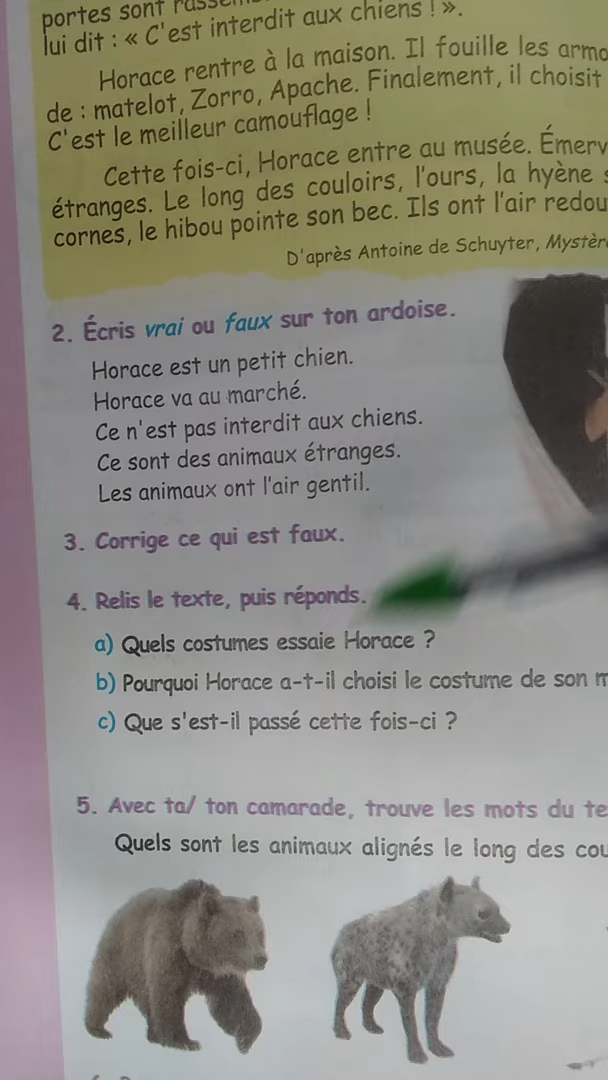 portes sont
lui dit : « C'est interdit aux chiens ! ».
Horace rentre à la maison. Il fouille les
de : matelot, Zorro, Apache. Finalement, il choisit
C'est le meilleur camouflage !
Cette fois-ci, Horace entre au musée.
étranges. Le long des couloirs, l'ours, la hyène
cornes, le hibou pointe son bec. Ils ont l'air
D'après Antoine de Schuyter,
2. Écris vrai ou faux sur ton ardoise.
Horace est un petit chien.
Horace va au marché.
Ce n'est pas interdit aux chiens.
Ce sont des animaux étranges.
Les animaux ont l'air gentil.
3. Corrige ce qui est faux.
4. Relis le texte, puis réponds.
a) Quels costumes essaie Horace ?
b) Pourquoi Horace a-t-il choisi le costume de son
c) Que s'est-il passé cette fois-ci ?
5. Avec ta/ ton camarade, trouve les mots du
Quels sont les animaux alignés le long des